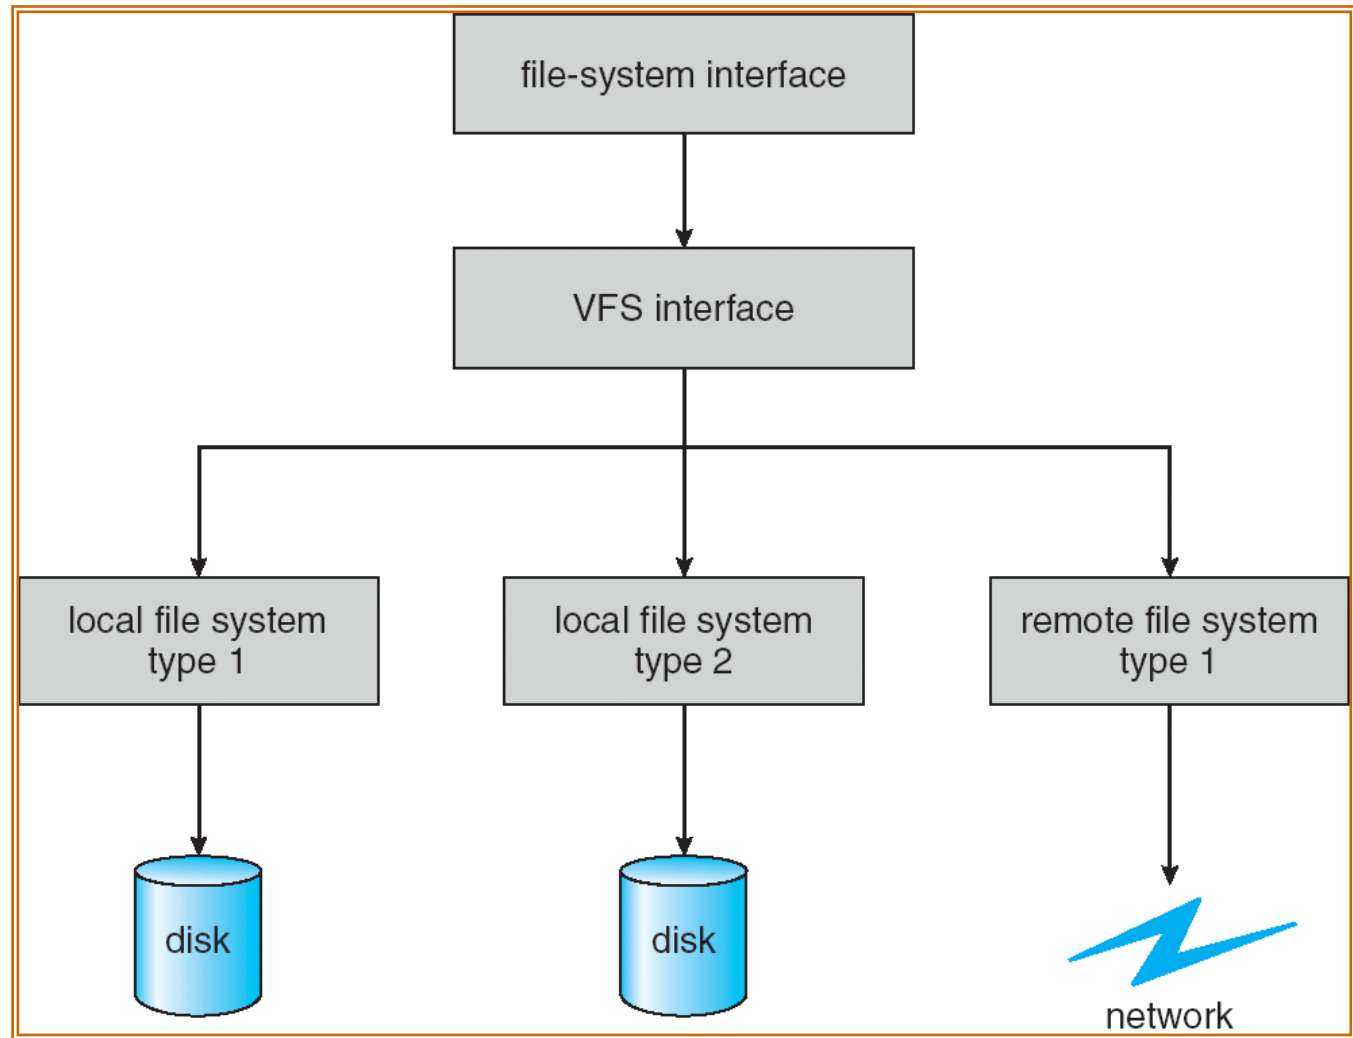 file-system interface
VFS interface
local file system
type 1
local file system
type 2
remote file system
type 1
disk
disk
network